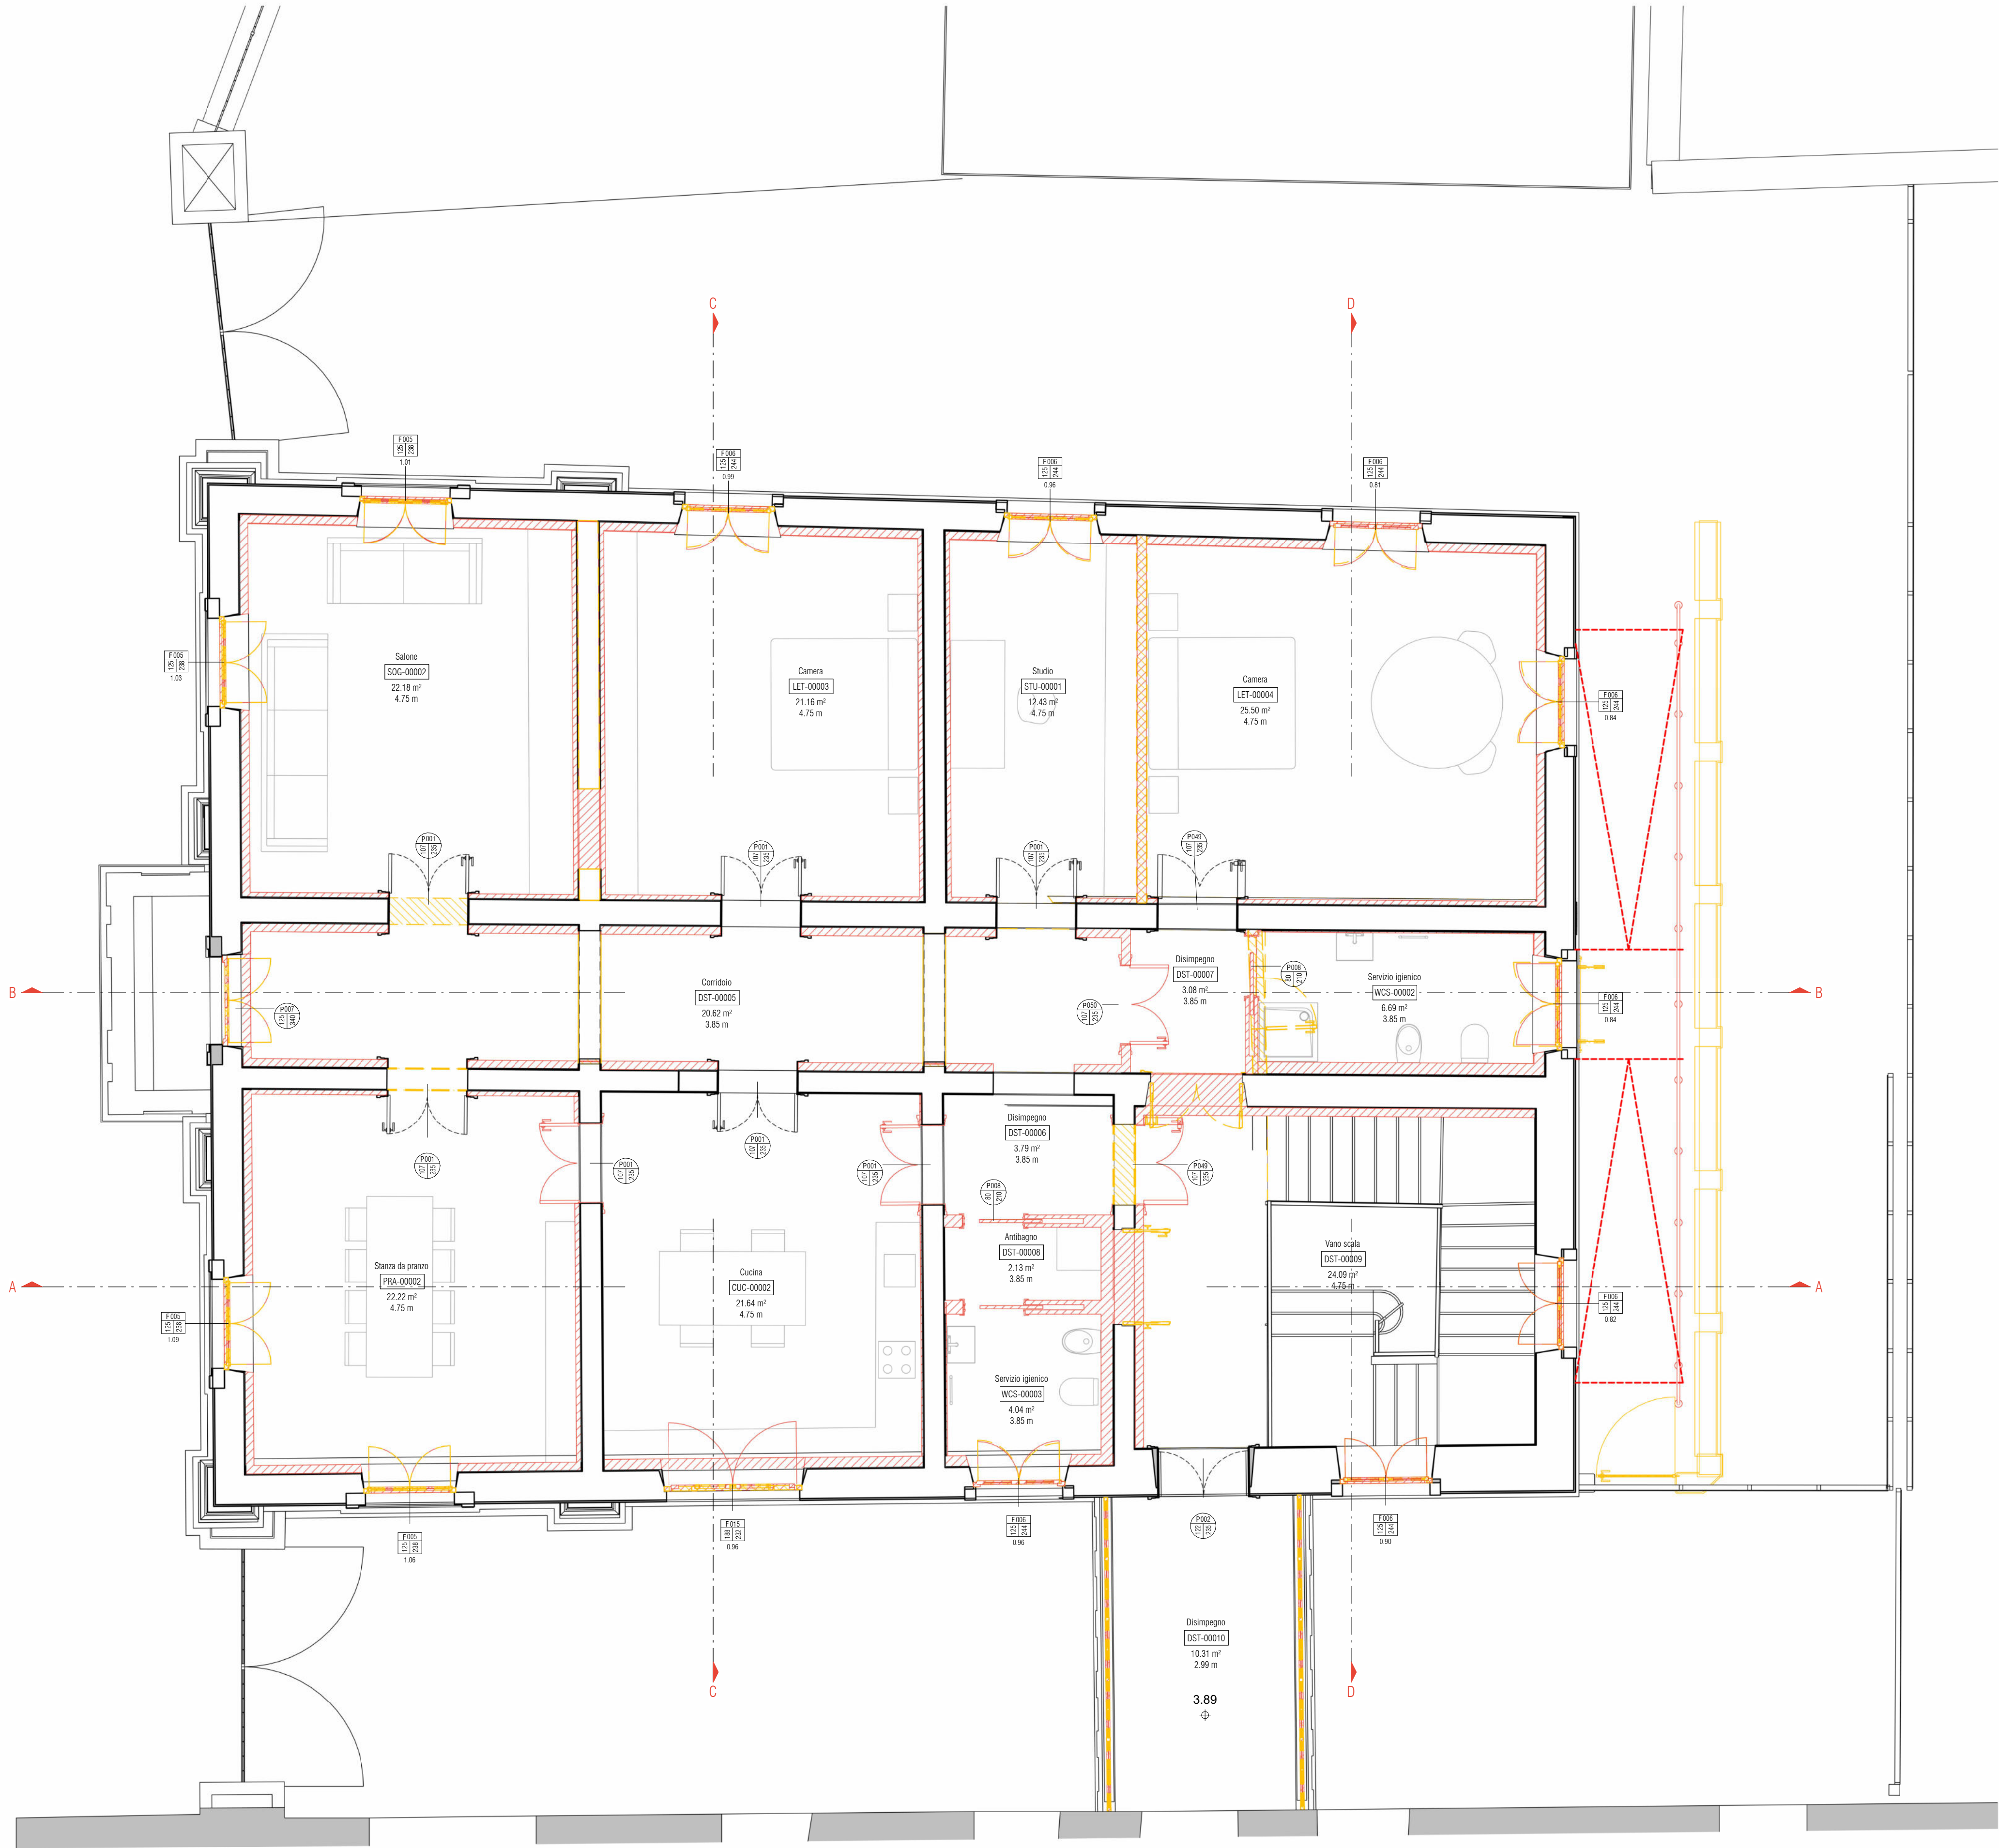 C
D
F005
125
238
1.01
F006
125
244
0.99
F006
125
244
0.96
F006
125
244
0.81
F005
125
238
1.03
Salone
SOG-00002
22.18 m²
4.75 m
Camera
LET-00003
21.16 m²
4.75 m
Studio
STU-00001
12.43 m²
4.75 m
Camera
LET-00004
25.50 m²
4.75 m
F006
125
244
0.84
P001
107
235
P001
107
235
P001
107
235
P049
107
235
B
P007
125
340
Corridoio
DST-00005
20.62 m²
3.85 m
P050
107
235
Disimpegno
DST-00007
3.08 m²
3.85 m
P008
80
210
Servizio igienico
WCS-00002
6.69 m²
3.85 m
F006
125
244
0.84
B
P001
107
235
P001
107
235
P001
107
235
P001
107
235
Disimpegno
DST-00006
3.79 m²
3.85 m
P008
80
210
P049
107
235
A
F005
125
238
1.09
Stanza da pranzo
PRA-00002
22.22 m²
4.75 m
Cucina
CUC-00002
21.64 m²
4.75 m
Antibagno
DST-00008
2.13 m²
3.85 m
Vano scala
DST-00009
24.09 m²
4.75 m
F006
125
244
0.82
A
Servizio igienico
WCS-00003
4.04 m²
3.85 m
F005
125
238
1.06
F015
188
232
0.96
F006
125
244
0.96
P002
122
235
F006
125
244
0.90
Disimpegno
DST-00010
10.31 m²
2.99 m
3.89
C
D